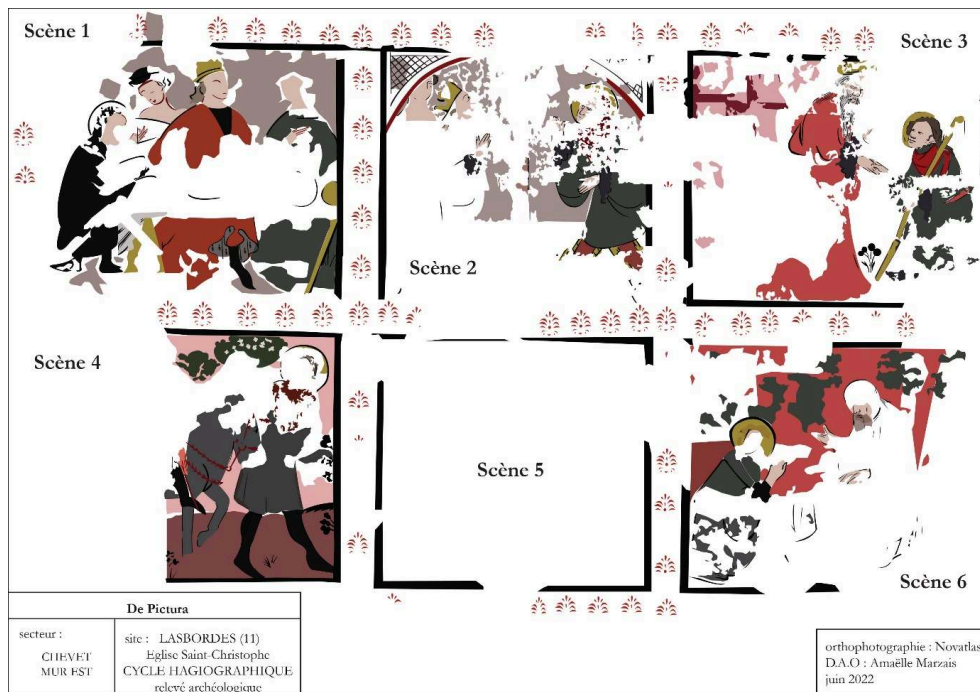 Scène 1
Scène 3
Scène 2
Scène 4
Scène 5
Scène 6
De Pictura
secteur :
CHEVET
MUR EST
site : LASBORDES (11)
Eglise Saint-Christophe
CYCLE HAGIOGRAPHIQUE
relevé archéologique
orthophotographie : Novatlas
D.A.O : Amaëlle Marzais
juin 2022